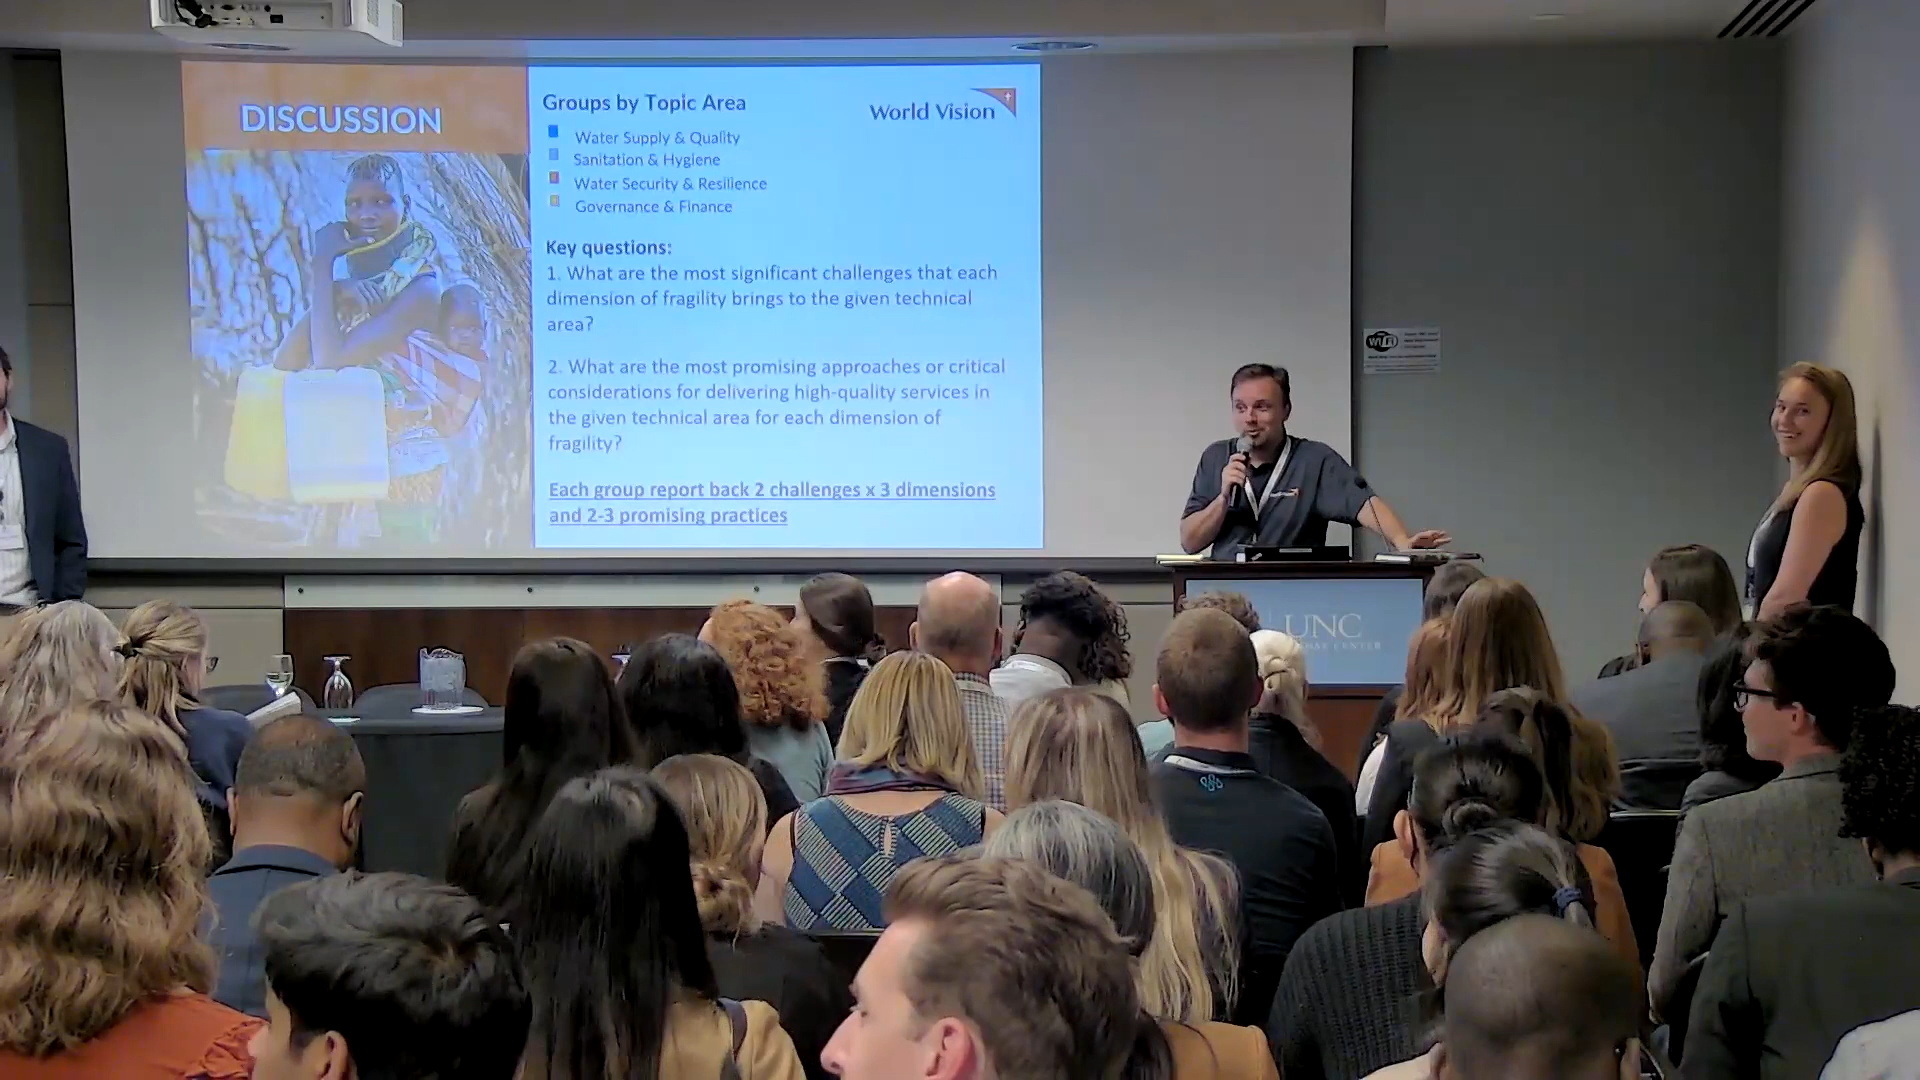 DISCUSSION
Groups by Topic Area
World Vision
Water Supply & Quality
Sanitation & Hygiene
Water Security & Resilience
Governance & Finance
Key questions:
1. What are the most significant challenges that each
dimension of fragility brings to the given technical
area?
2. What are the most promising approaches or critical
considerations for delivering high-quality services in
the given technical area for each dimension of
fragility?
Each group report back 2 challenges x 3 dimensions
and 2-3 promising practices
WiFi
UNC
CENTER